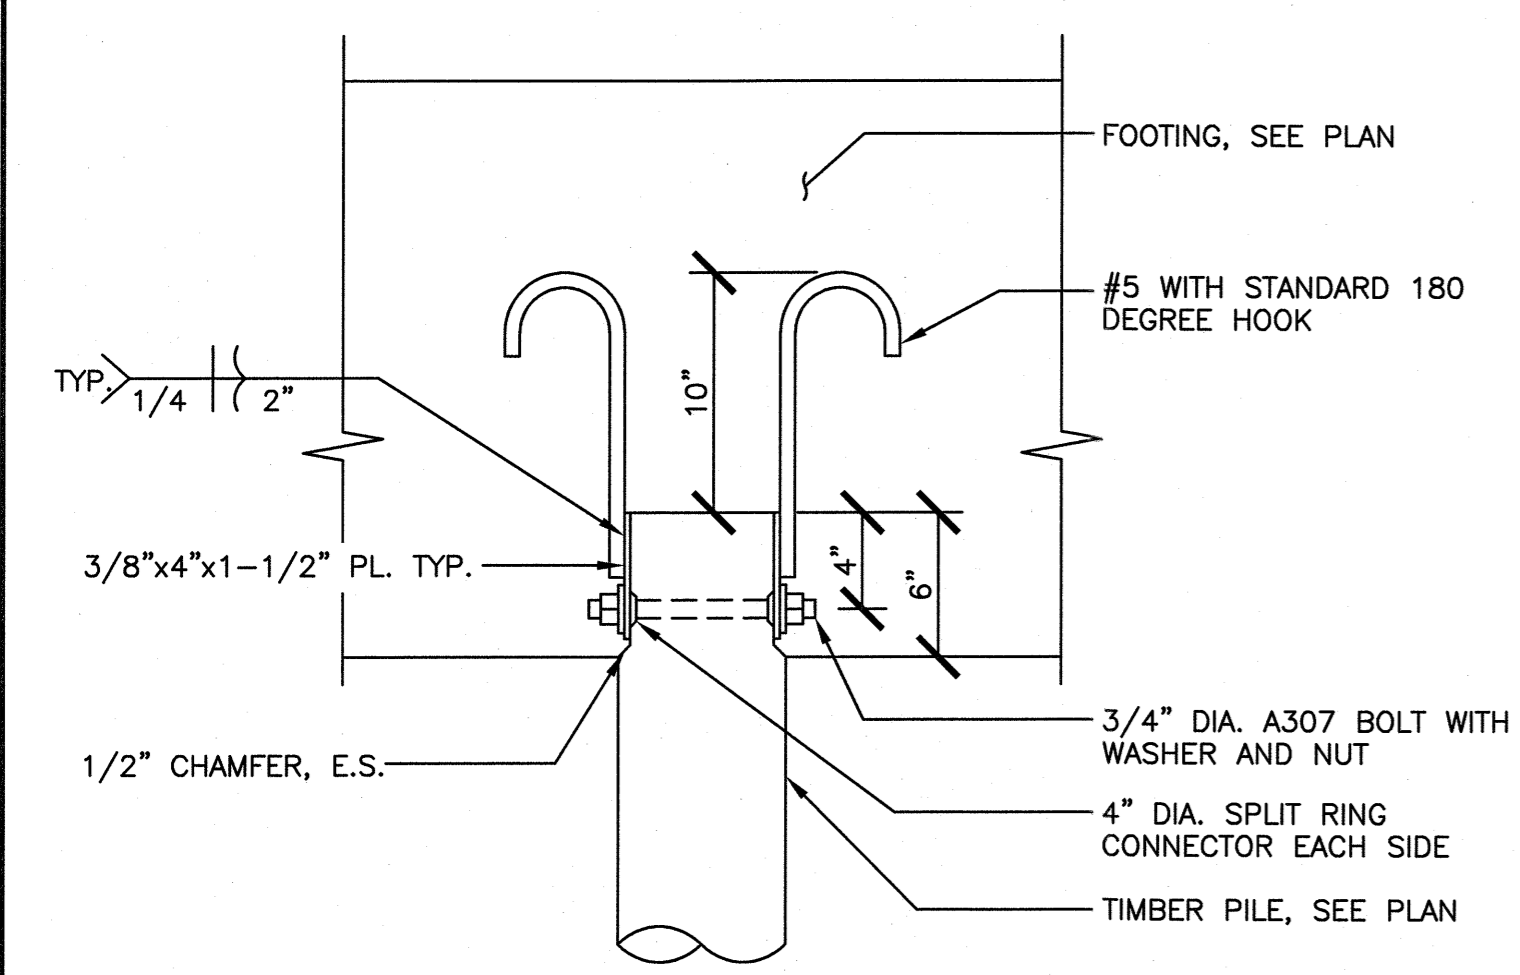 FOOTING, SEE PLAN
#5 WITH STANDARD 180
DEGREE HOOK
10"
TYP.
1/4
2"
3/8"x4"x1-1/2" PL. TYP.
4"
6"
3/4" DIA. A307 BOLT WITH
WASHER AND NUT
1/2" CHAMFER, E.S.
4" DIA. SPLIT RING
CONNECTOR EACH SIDE
TIMBER PILE, SEE PLAN